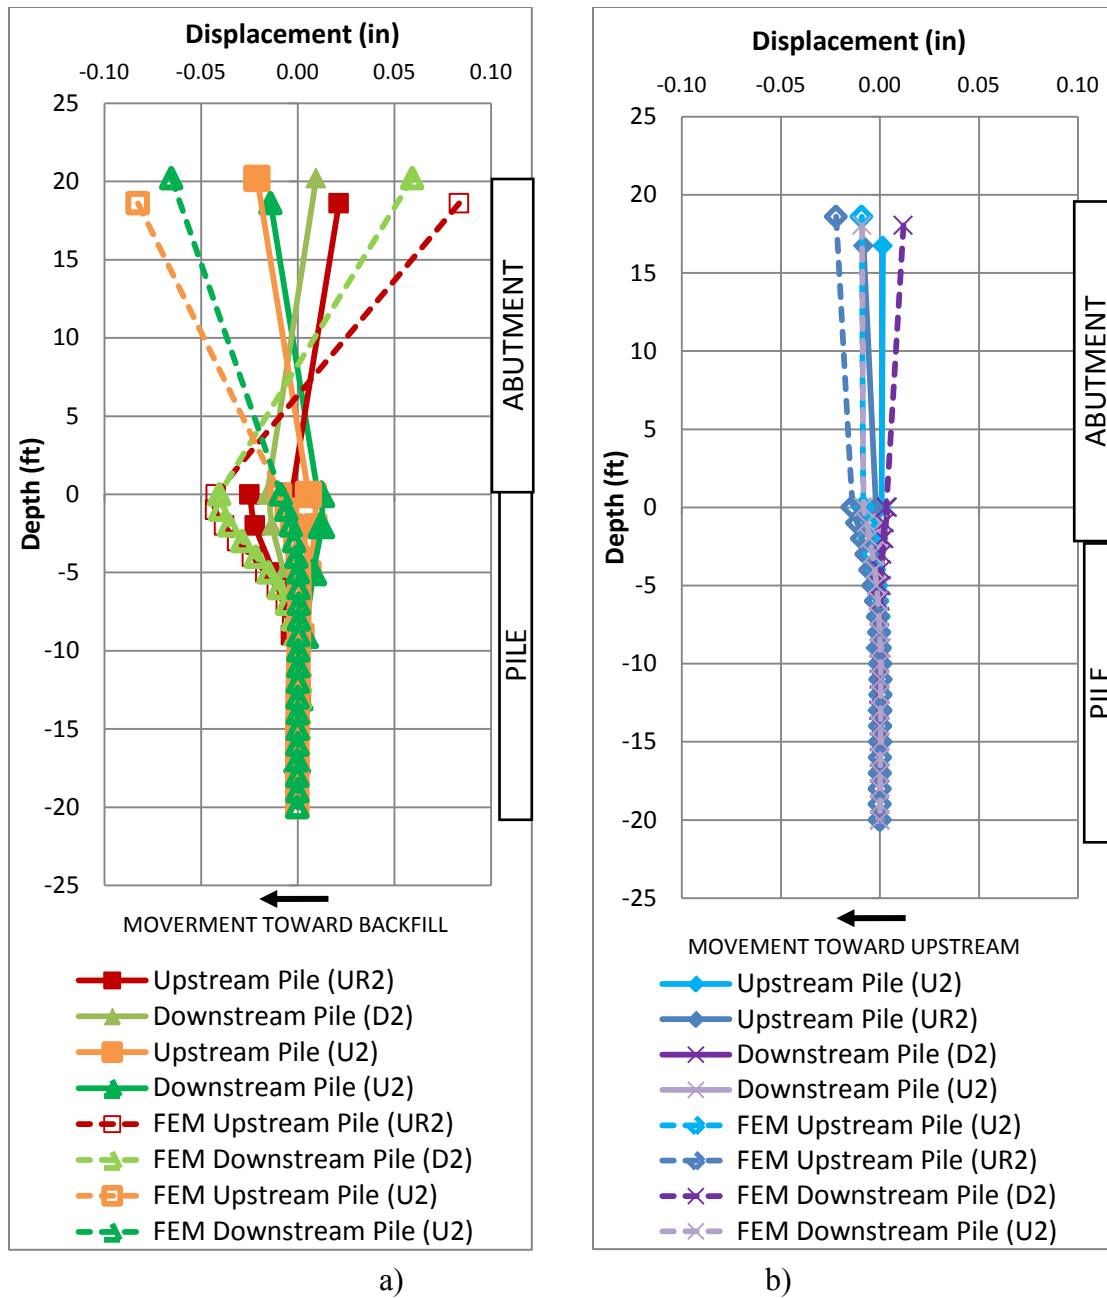 Displacement (in)
-0.10 -0.05 0.00 0.05 0.10
25
20
15
10
5
0
-5
-10
-15
-20
-25
Depth (ft)
ABUTMENT
PILE
MOVERMENT TOWARD BACKFILL
Upstream Pile (UR2)
Downstream Pile (D2)
Upstream Pile (U2)
Downstream Pile (U2)
FEM Upstream Pile (UR2)
FEM Downstream Pile (D2)
FEM Upstream Pile (U2)
FEM Downstream Pile (U2)
a)
Displacement (in)
-0.10 -0.05 0.00 0.05 0.10
25
20
15
10
5
0
-5
-10
-15
-20
-25
Depth (ft)
ABUTMENT
PILE
MOVEMENT TOWARD UPSTREAM
Upstream Pile (U2)
Upstream Pile (UR2)
Downstream Pile (D2)
Downstream Pile (U2)
FEM Upstream Pile (U2)
FEM Upstream Pile (UR2)
FEM Downstream Pile (D2)
FEM Downstream Pile (U2)
b)